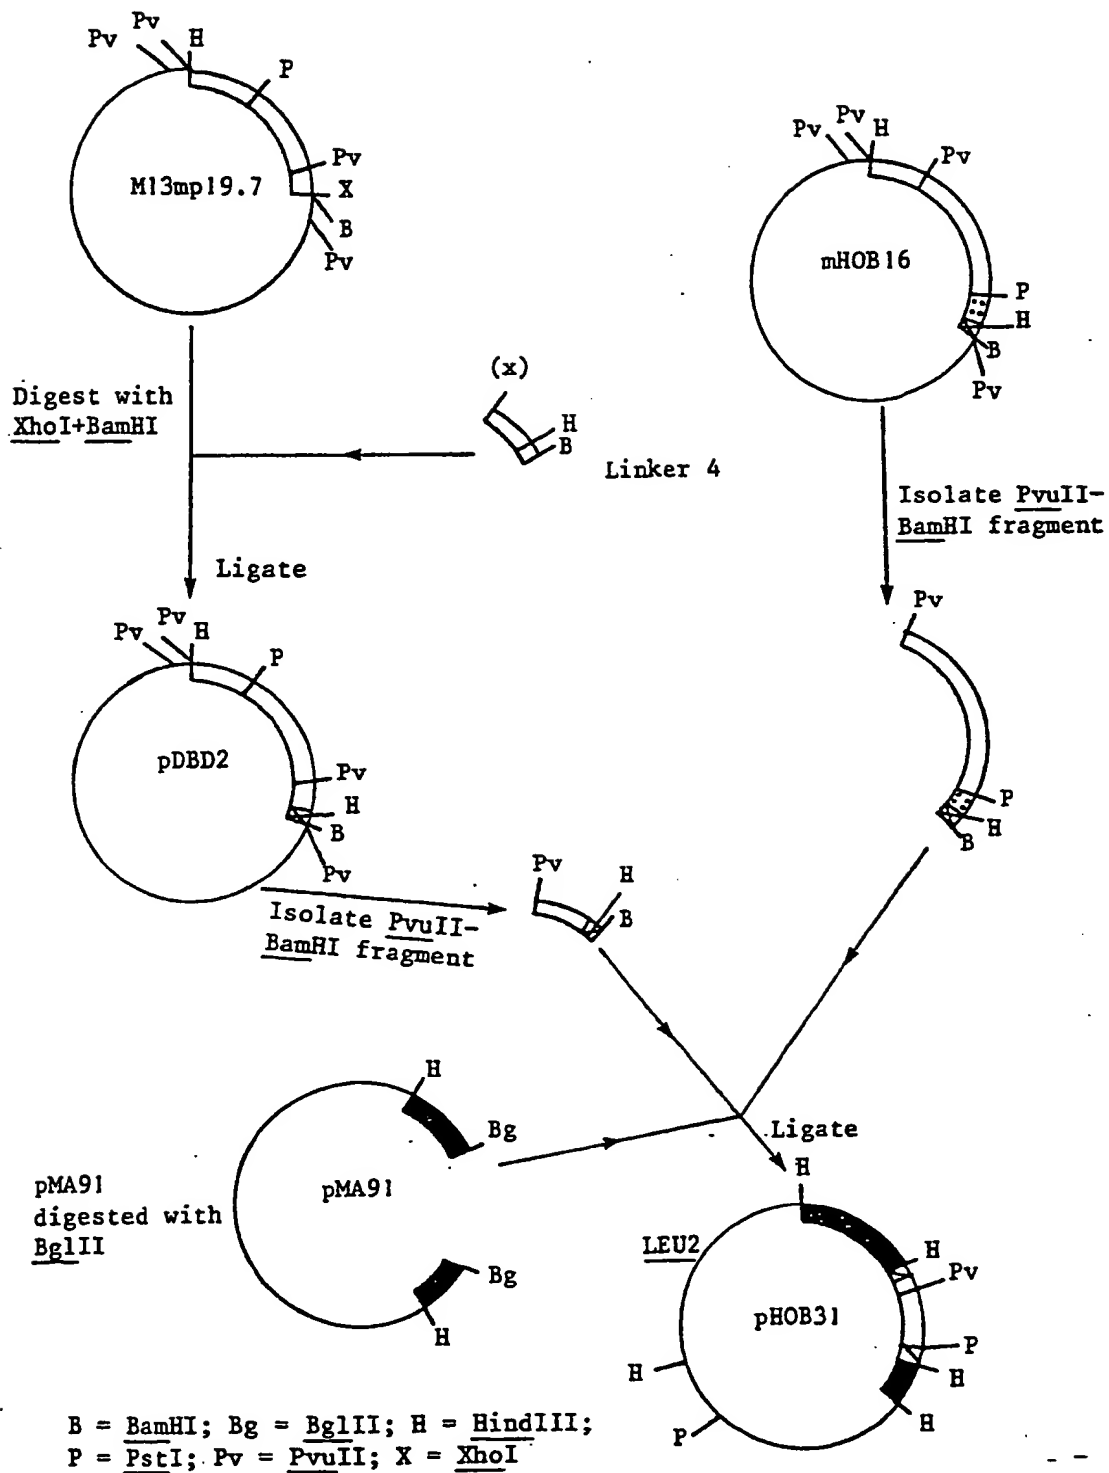 Pv
Pv
H
P
Pv
X
B
Pv
M13mp19.7
Pv
Pv
H
Pv
mHOB16
P
H
B
Pv
Digest with
XhoI+BamHI
(x)
H
B
Linker 4
Isolate PvuII-
BamHI fragment
Ligate
Pv
Pv
H
P
pDBD2
Pv
H
B
Pv
Pv
P
H
B
Isolate PvuII-
BamHI fragment
Pv
H
B
H
Bg
pMA91
Bg
H
pMA91
digested with
BglII
Ligate
H
LEU2
H
Pv
pHOB31
P
H
H
H
P
B = BamHI; Bg = BglII; H = HindIII;
P = PstI; Pv = PvuII; X = XhoI